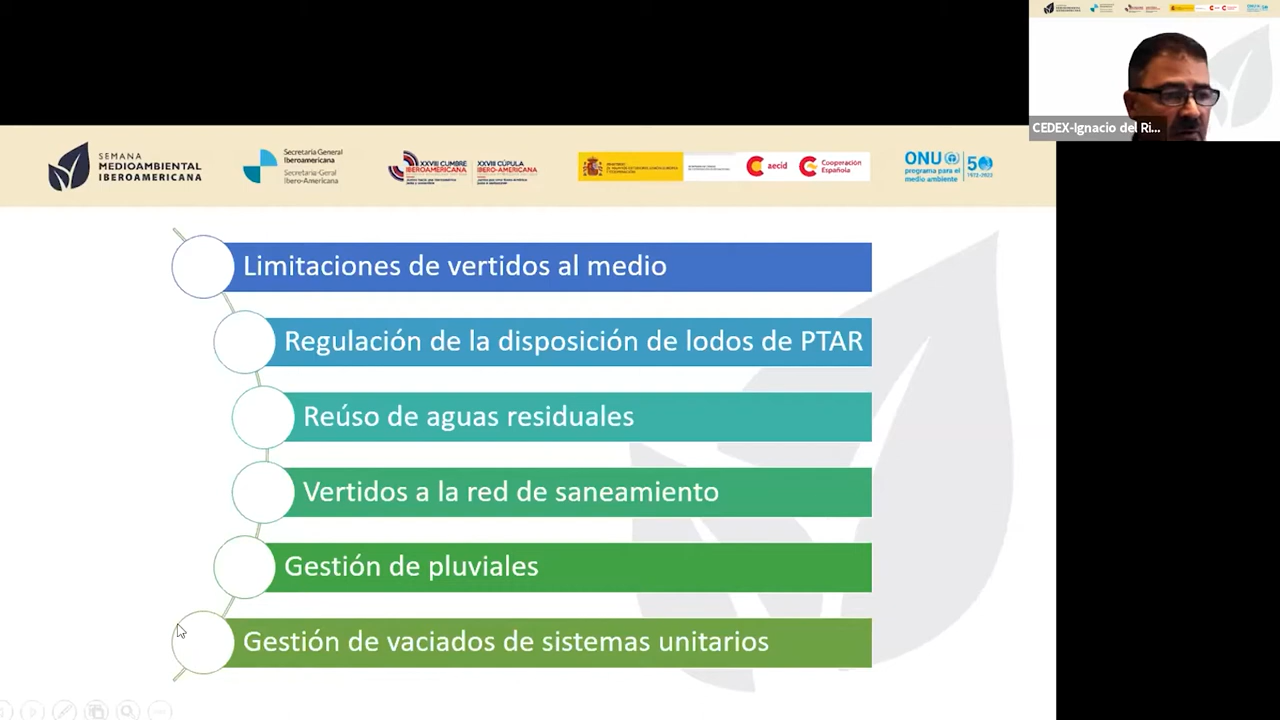 CEDEX-Ignacio del Ri...
SEMANA
MEDIOAMBIENTAL
IBEROAMERICANA
Secretaría General
Iberoamericana
Secretaria-Geral
Ibero-Americana
XXVIII CUMBRE
IBEROAMERICANA
XXVIII CÚPULA
IBERO-AMERICANA
aecid
Cooperación
Española
ONU
programa para el
medio ambiente
50
1972-2022
Limitaciones de vertidos al medio
Regulación de la disposición de lodos de PTAR
Reúso de aguas residuales
Vertidos a la red de saneamiento
Gestión de pluviales
Gestión de vaciados de sistemas unitarios